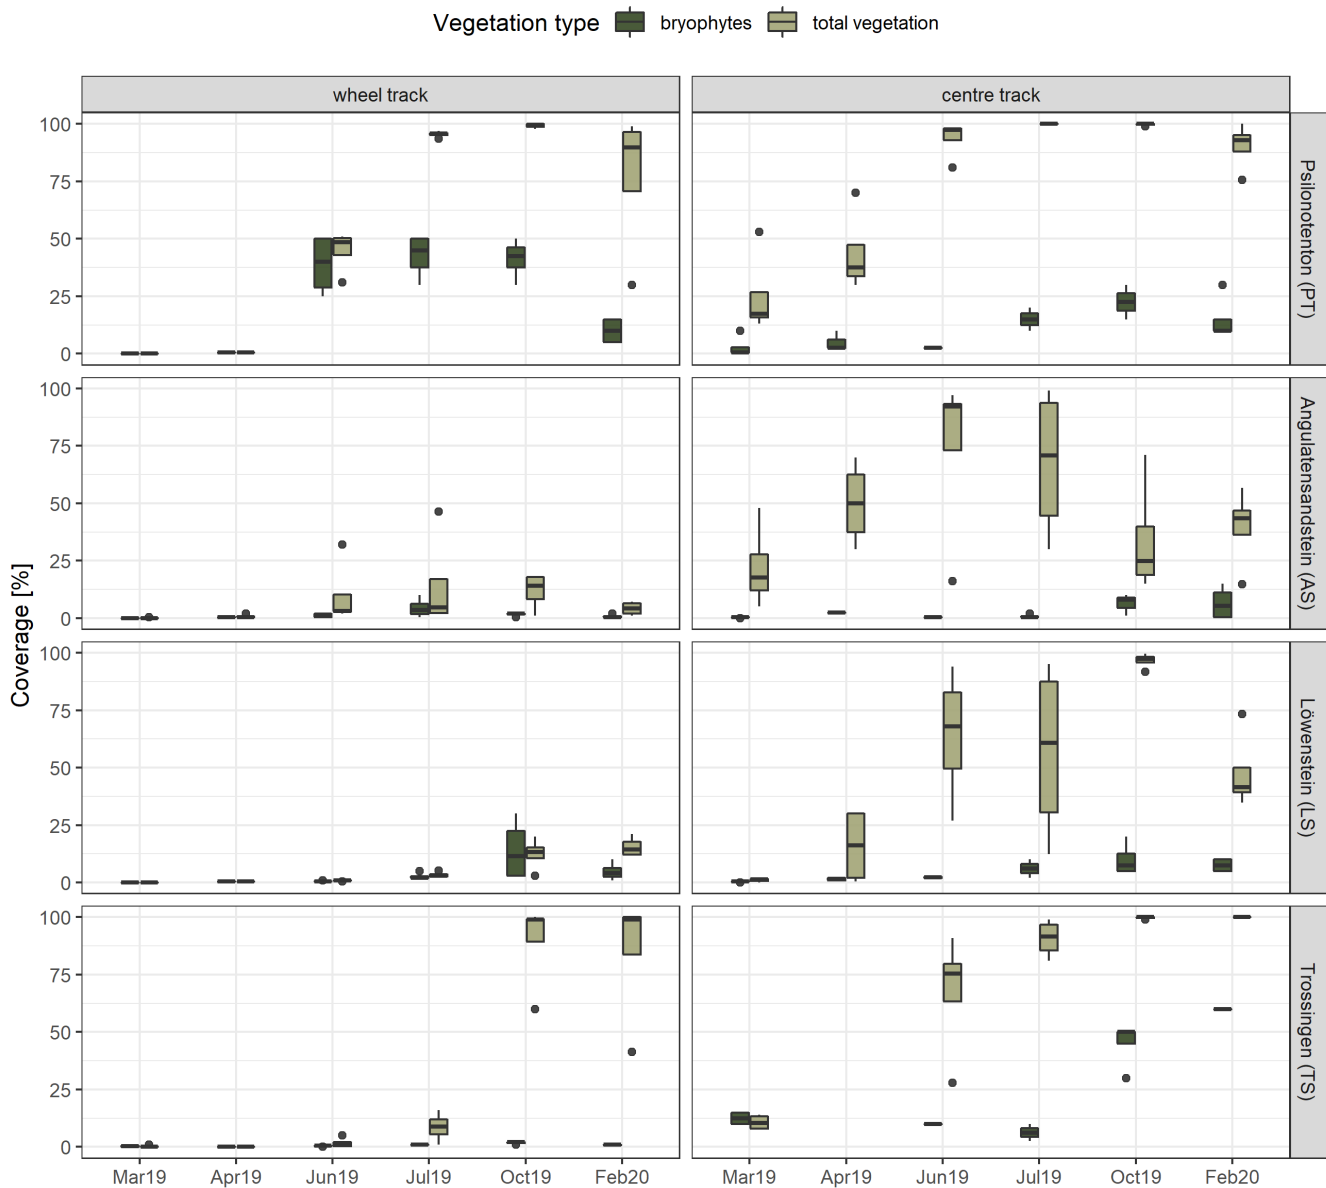 Vegetation type bryophytes total vegetation
wheel track centre track
100
75
50
25
0
Psilonotenton (PT)
100
75
50
25
0
Angulatensandstein (AS)
Coverage [%]
100
75
50
25
0
Löwenstein (LS)
100
75
50
25
0
Trossingen (TS)
Mar19 Apr19 Jun19 Jul19 Oct19 Feb20 Mar19 Apr19 Jun19 Jul19 Oct19 Feb20